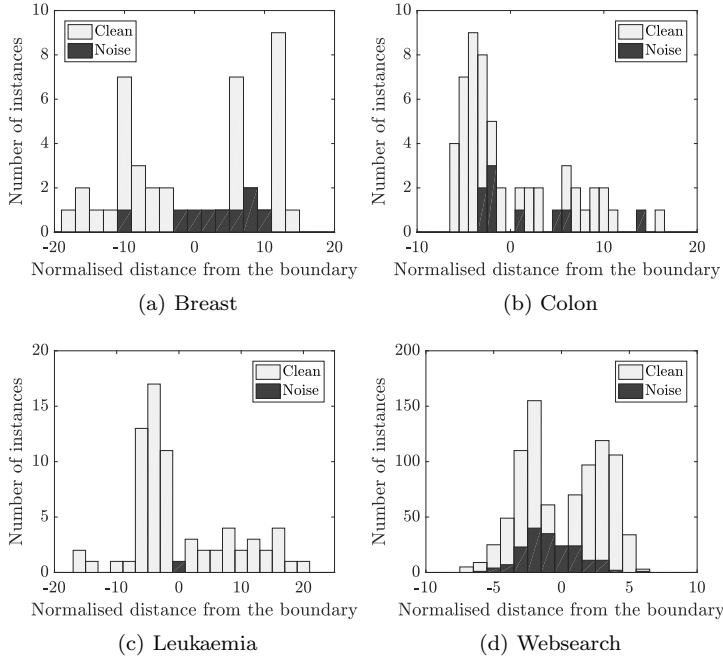 10
8
6
4
2
0
Number of instances
Clean
Noise
-20 -10 0 10 20
Normalised distance from the boundary
(a) Breast
10
8
6
4
2
0
Number of instances
Clean
Noise
-10 0 10 20
Normalised distance from the boundary
(b) Colon
20
15
10
5
0
Number of instances
Clean
Noise
-20 -10 0 10 20
Normalised distance from the boundary
(c) Leukaemia
200
150
100
50
0
Number of instances
Clean
Noise
-10 -5 0 5 10
Normalised distance from the boundary
(d) Websearch